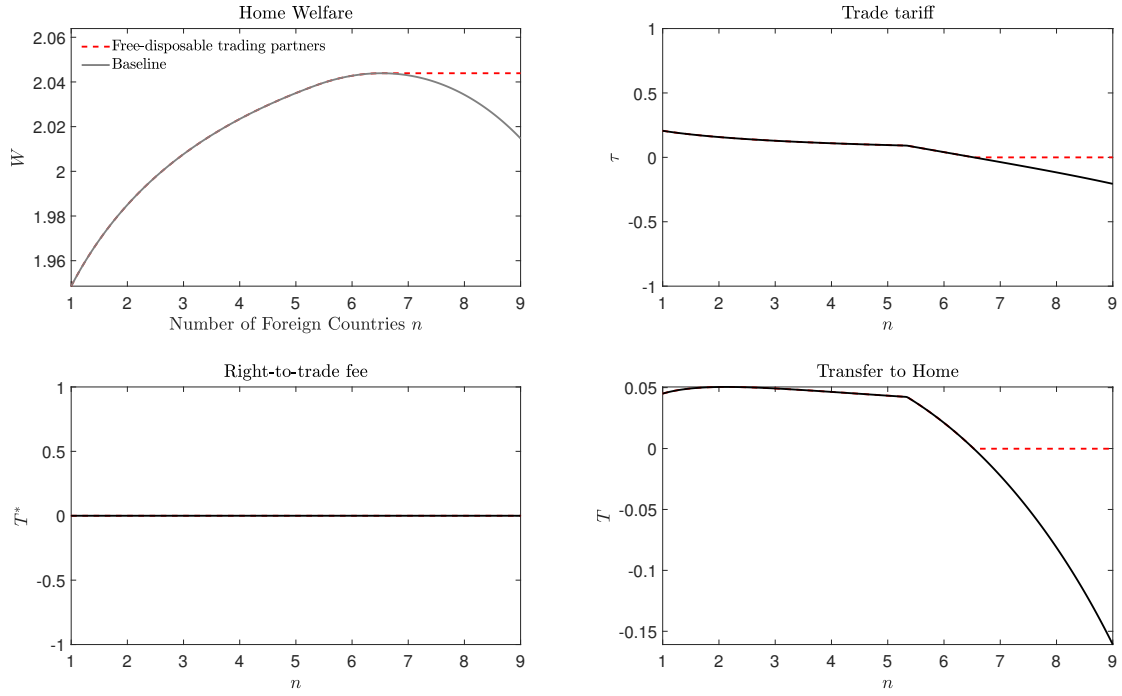 Home Welfare
2.06
2.04
2.02
2
1.98
1.96
W
Free-disposable trading partners
Baseline
1 2 3 4 5 6 7 8 9
Number of Foreign Countries n
Trade tariff
1
0.5
0
-0.5
-1
τ
1 2 3 4 5 6 7 8 9
n
Right-to-trade fee
1
0.5
0
-0.5
-1
T*
1 2 3 4 5 6 7 8 9
n
Transfer to Home
0.05
0
-0.05
-0.1
-0.15
T
1 2 3 4 5 6 7 8 9
n